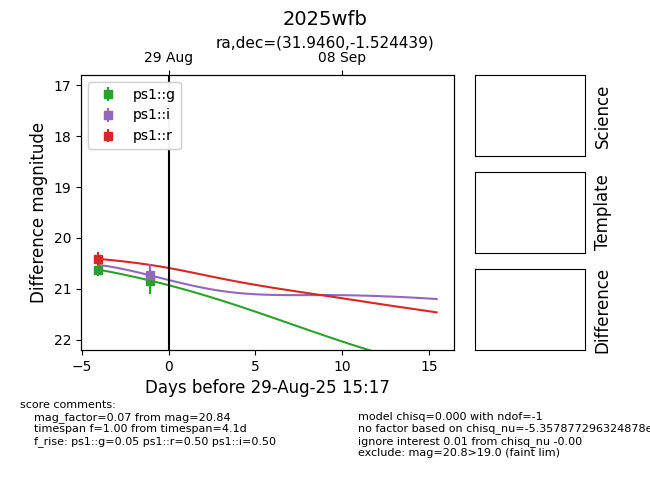 2025wfb
ra,dec=(31.9460,-1.524439)
29 Aug
08 Sep
17
18
19
20
21
22
Difference magnitude
ps1::g
ps1::i
ps1::r
−5
0
5
10
15
Days before 29-Aug-25 15:17
Science
Template
Difference
score comments:
mag_factor=0.07 from mag=20.84
timespan f=1.00 from timespan=4.1d
f_rise: ps1::g=0.05 ps1::r=0.50 ps1::i=0.50
model chisq=0.000 with ndof=-1
no factor based on chisq_nu=-5.357877296324878e
ignore interest 0.01 from chisq_nu -0.00
exclude: mag=20.8>19.0 (faint lim)